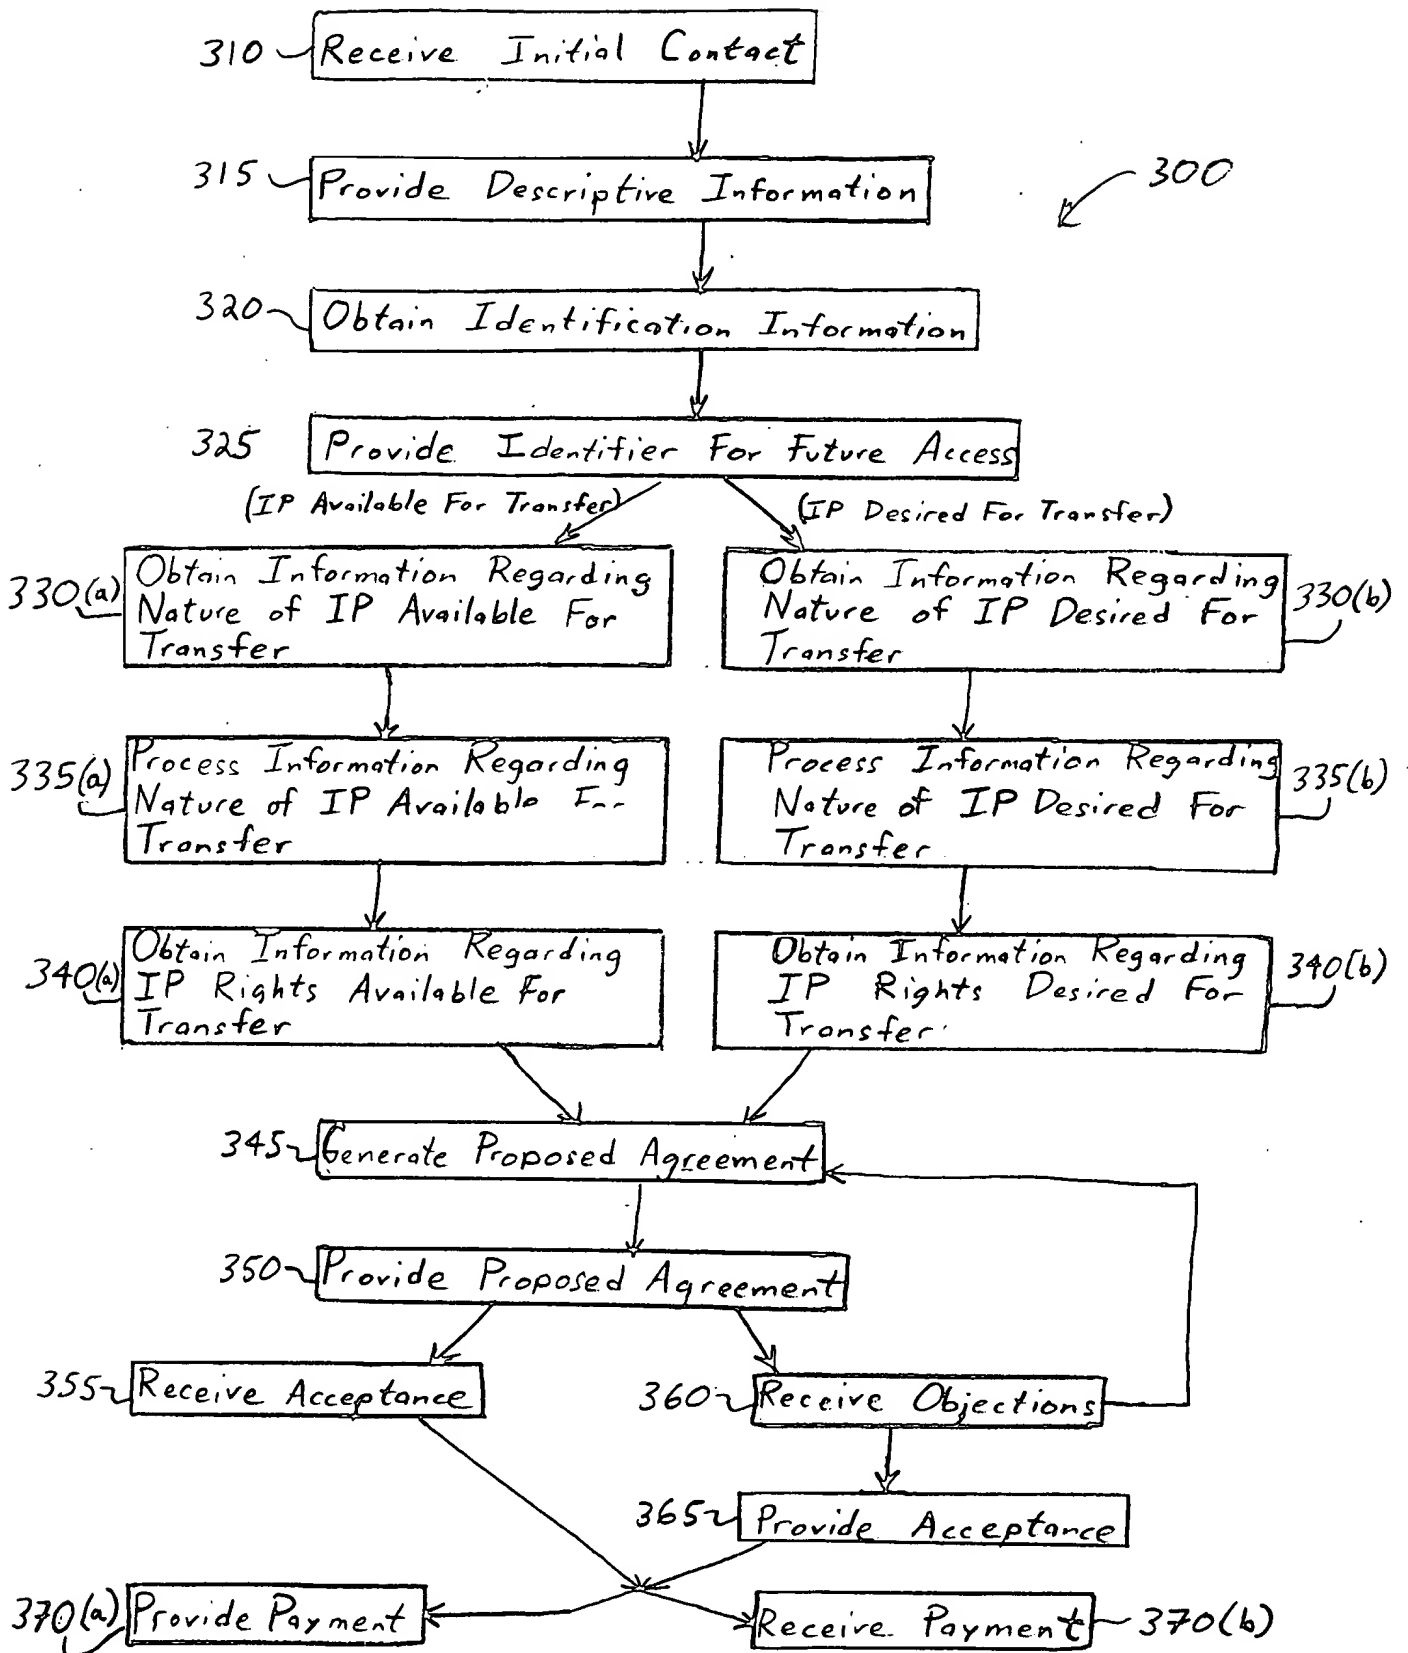 310 Receive Initial Contact
315 Provide Descriptive Information
300
320 Obtain Identification Information
325 Provide Identifier For Future Access
(IP Available For Transfer)
(IP Desired For Transfer)
330(a)
Obtain Information Regarding
Nature of IP Available For
Transfer
Obtain Information Regarding
Nature of IP Desired For
Transfer
330(b)
335(a)
Process Information Regarding
Nature of IP Available
Transfer
Process Information Regarding
Nature of IP Desired For
Transfer
335(b)
340(a)
Obtain Information Regarding
IP Rights Available For
Transfer
Obtain Information Regarding
IP Rights Desired For
Transfer
340(b)
345 Generate Proposed Agreement
350 Provide Proposed Agreement
355 Receive Acceptance
360 Receive Objections
365 Provide Acceptance
370(a) Provide Payment
Receive Payment 370(b)